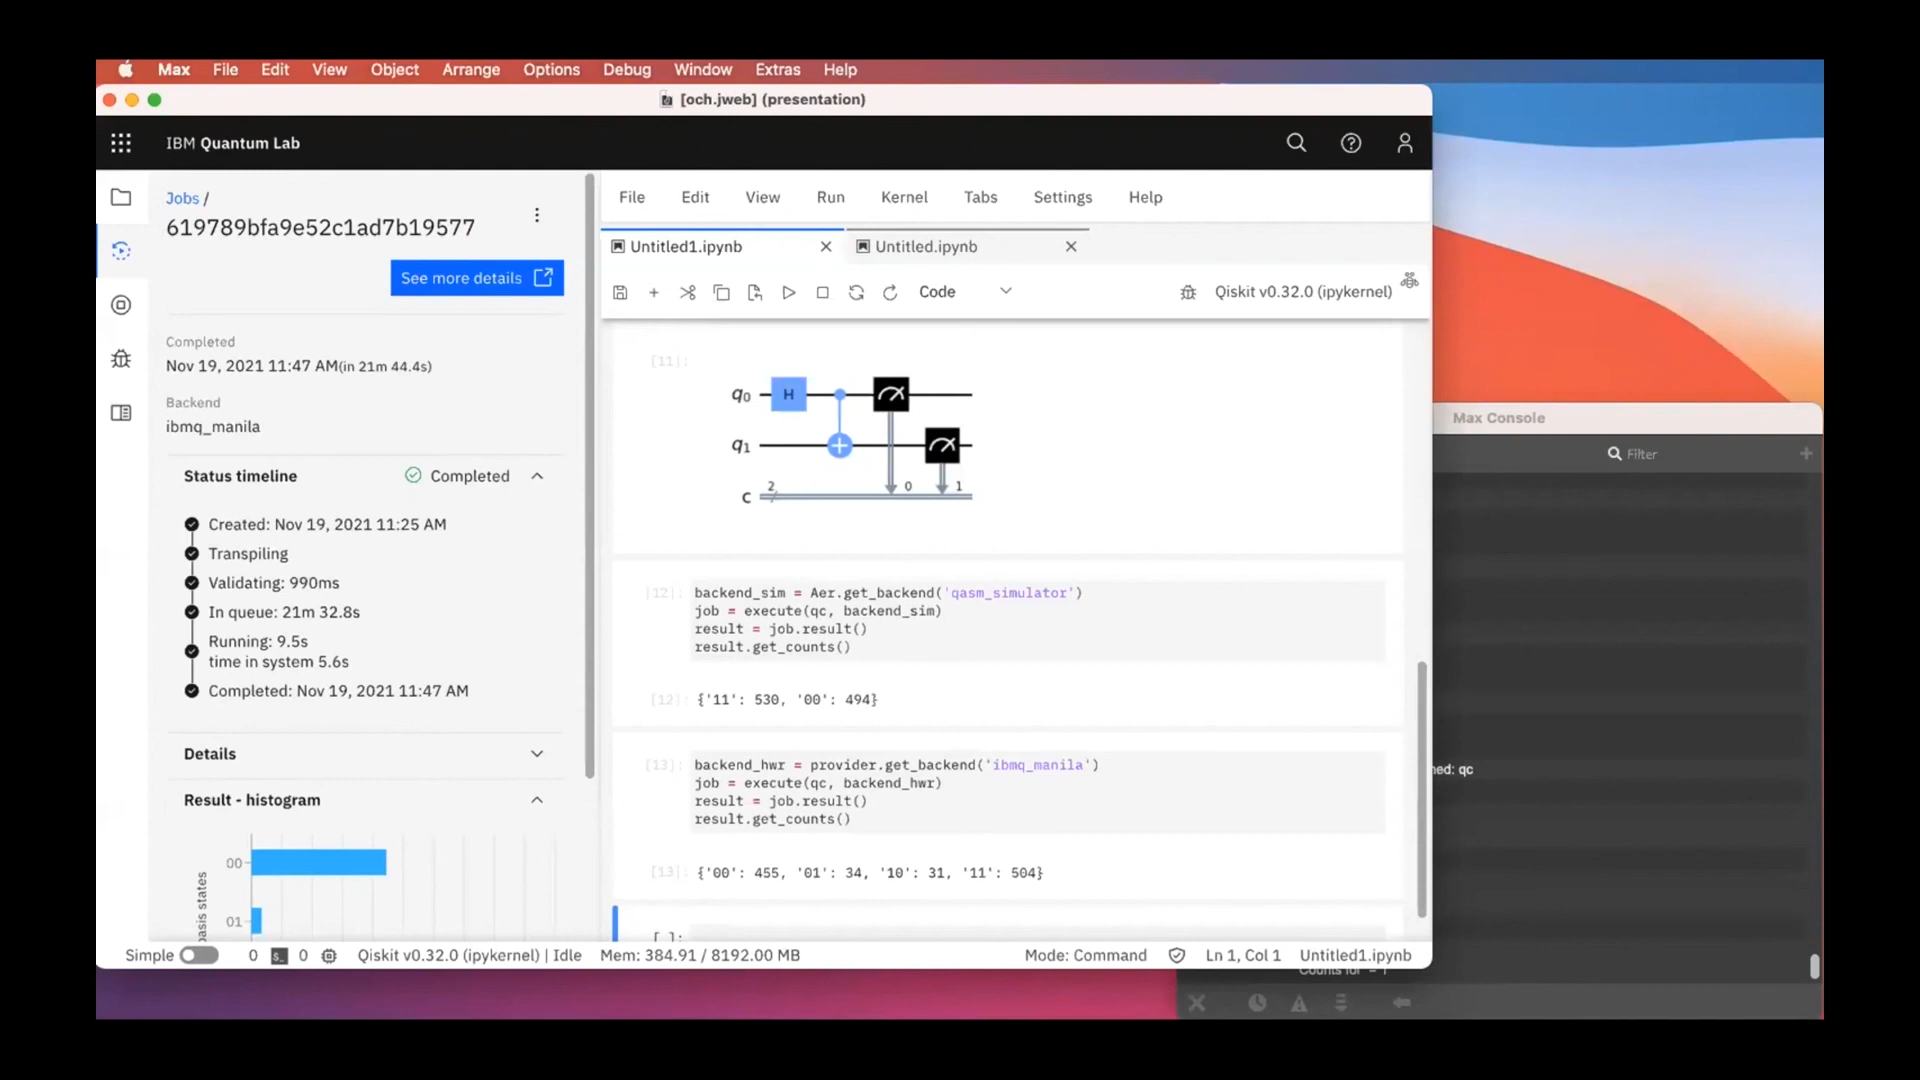 Max File Edit View Object Arrange Options Debug Window Extras Help
[och.jweb] (presentation)
IBM Quantum Lab
Jobs /
619789bfa9e52c1ad7b19577
See more details
Completed
Nov 19, 2021 11:47 AM(in 21m 44.4s)
Backend
ibmq_manila
Status timeline Completed
Created: Nov 19, 2021 11:25 AM
Transpiling
Validating: 990ms
In queue: 21m 32.8s
Running: 9.5s
time in system 5.6s
Completed: Nov 19, 2021 11:47 AM
Details
Result - histogram
00
01
basis states
File Edit View Run Kernel Tabs Settings Help
Untitled1.ipynb Untitled.ipynb
Code Qiskit v0.32.0 (ipykernel)
[11]:
q0 H
q1
c 2 0 1
[12]: backend_sim = Aer.get_backend('qasm_simulator')
job = execute(qc, backend_sim)
result = job.result()
result.get_counts()
[12]: {'11': 530, '00': 494}
[13]: backend_hwr = provider.get_backend('ibmq_manila')
job = execute(qc, backend_hwr)
result = job.result()
result.get_counts()
[13]: {'00': 455, '01': 34, '10': 31, '11': 504}
[ ]:
Simple 0 $_ 0 Qiskit v0.32.0 (ipykernel) | Idle Mem: 384.91 / 8192.00 MB Mode: Command Ln 1, Col 1 Untitled1.ipynb
Max Console
Filter
ned: qc
Counts for